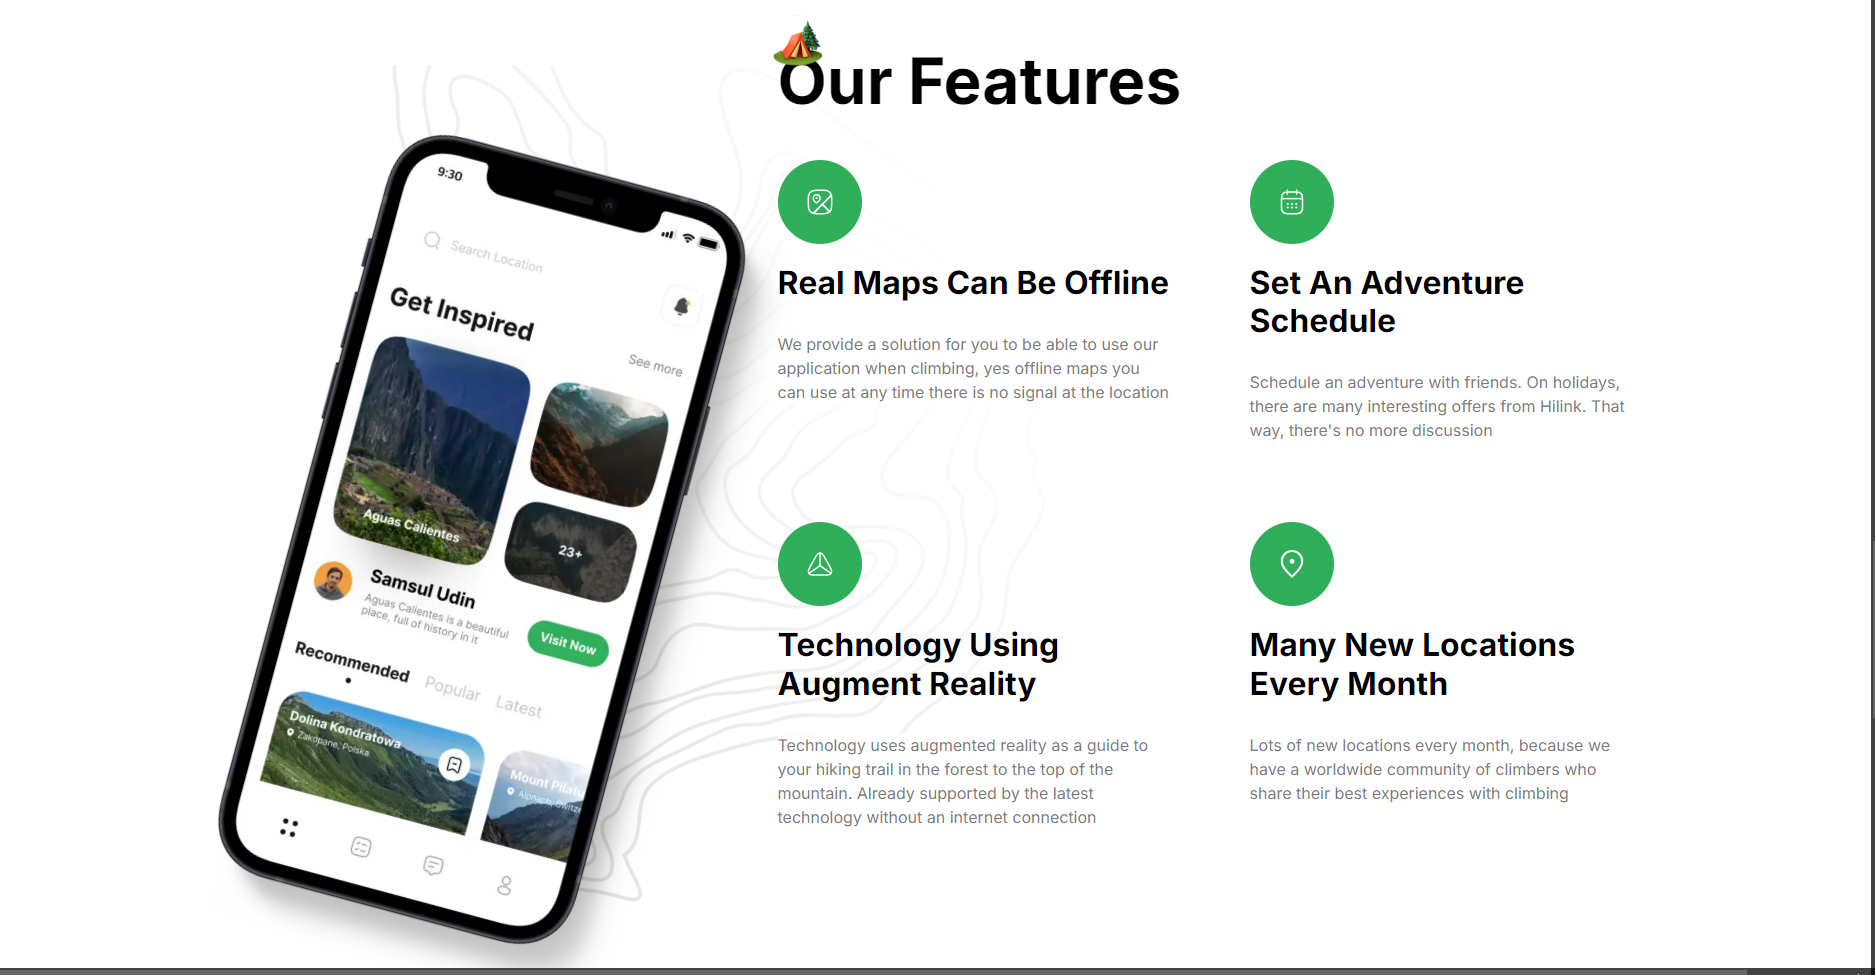 Our Features
9:30
Search Location
Get Inspired
See more
Aguas Calientes
23+
Samsul Udin
Aguas Calientes is a beautiful
place, full of history in it
Visit Now
Recommended Popular Latest
Dolina Kondratowa
Zakopane, Polska
Mount
Real Maps Can Be Offline
We provide a solution for you to be able to use our
application when climbing, yes offline maps you
can use at any time there is no signal at the location
Set An Adventure
Schedule
Schedule an adventure with friends. On holidays,
there are many interesting offers from Hilink. That
way, there's no more discussion
Technology Using
Augment Reality
Technology uses augmented reality as a guide to
your hiking trail in the forest to the top of the
mountain. Already supported by the latest
technology without an internet connection
Many New Locations
Every Month
Lots of new locations every month, because we
have a worldwide community of climbers who
share their best experiences with climbing